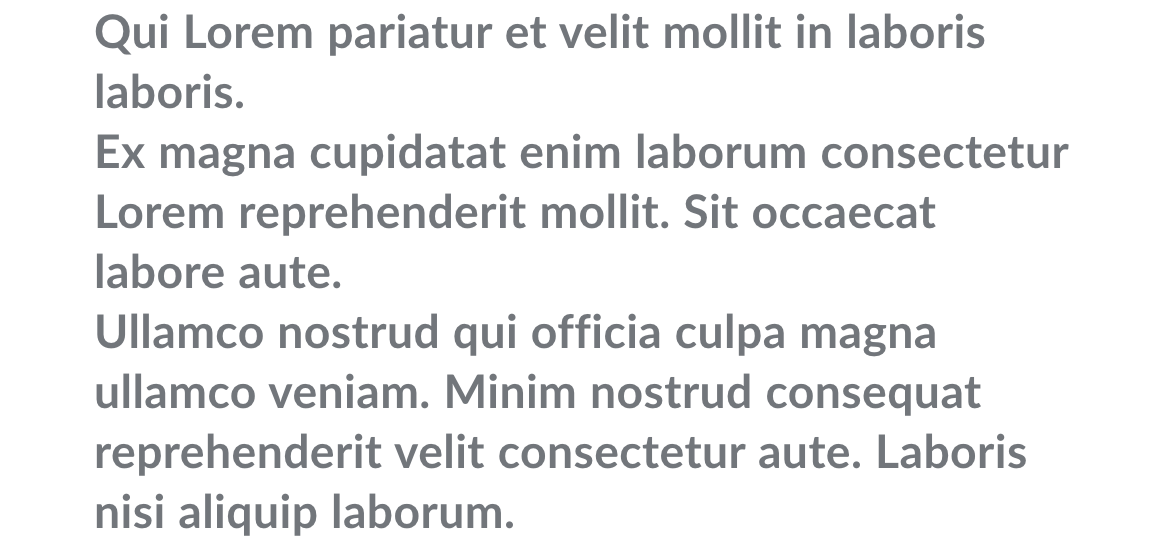 Qui Lorem pariatur et velit mollit in laboris
laboris.
Ex magna cupidatat enim laborum consectetur
Lorem reprehenderit mollit. Sit occaecat
labore aute.
Ullamco nostrud qui officia culpa magna
ullamco veniam. Minim nostrud consequat
reprehenderit velit consectetur aute. Laboris
nisi aliquip laborum.